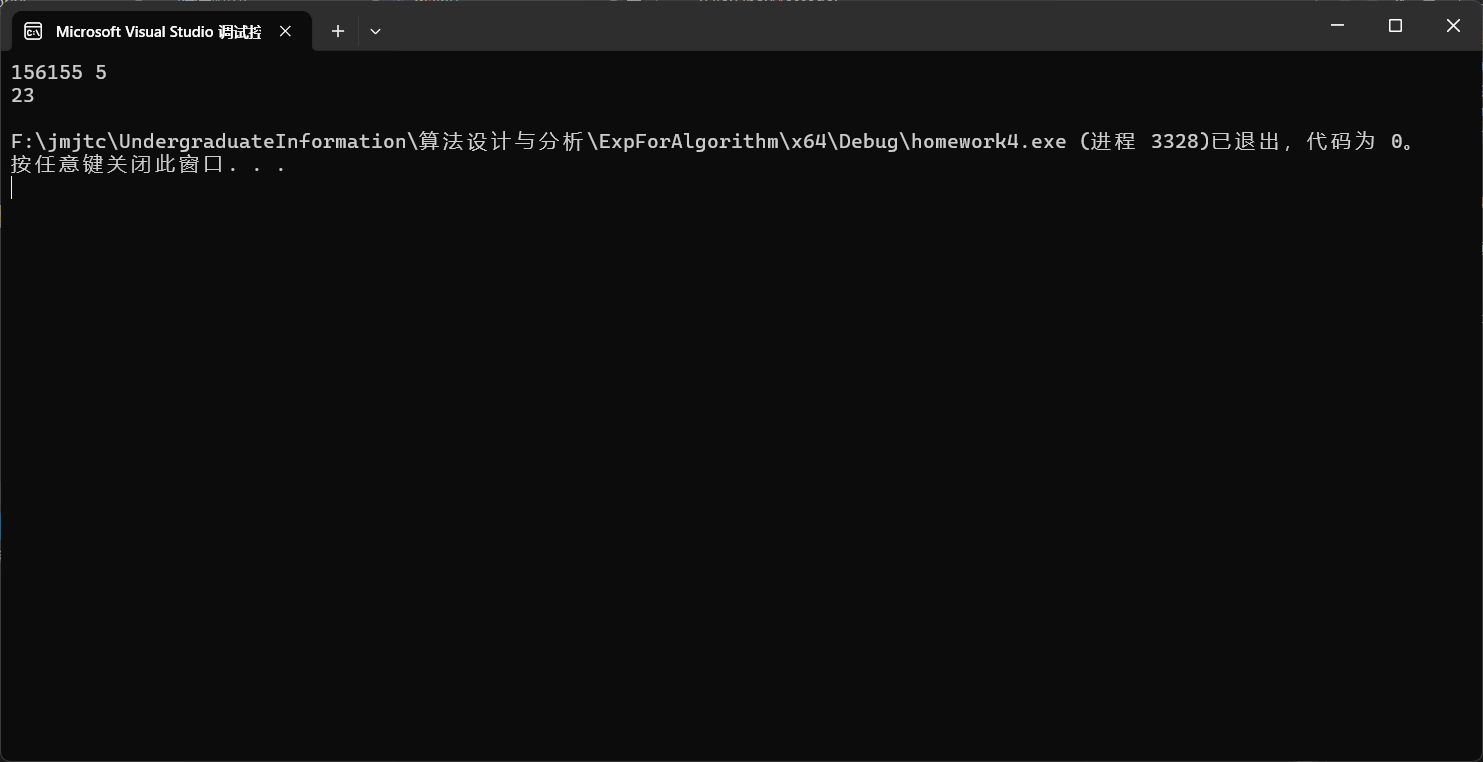 Microsoft Visual Studio 调试控
156155 5
23
F:\jmjtc\UndergraduateInformation\算法设计与分析\ExpForAlgorithm\x64\Debug\homework4.exe (进程 3328)已退出，代码为 0。
按任意键关闭此窗口. . .